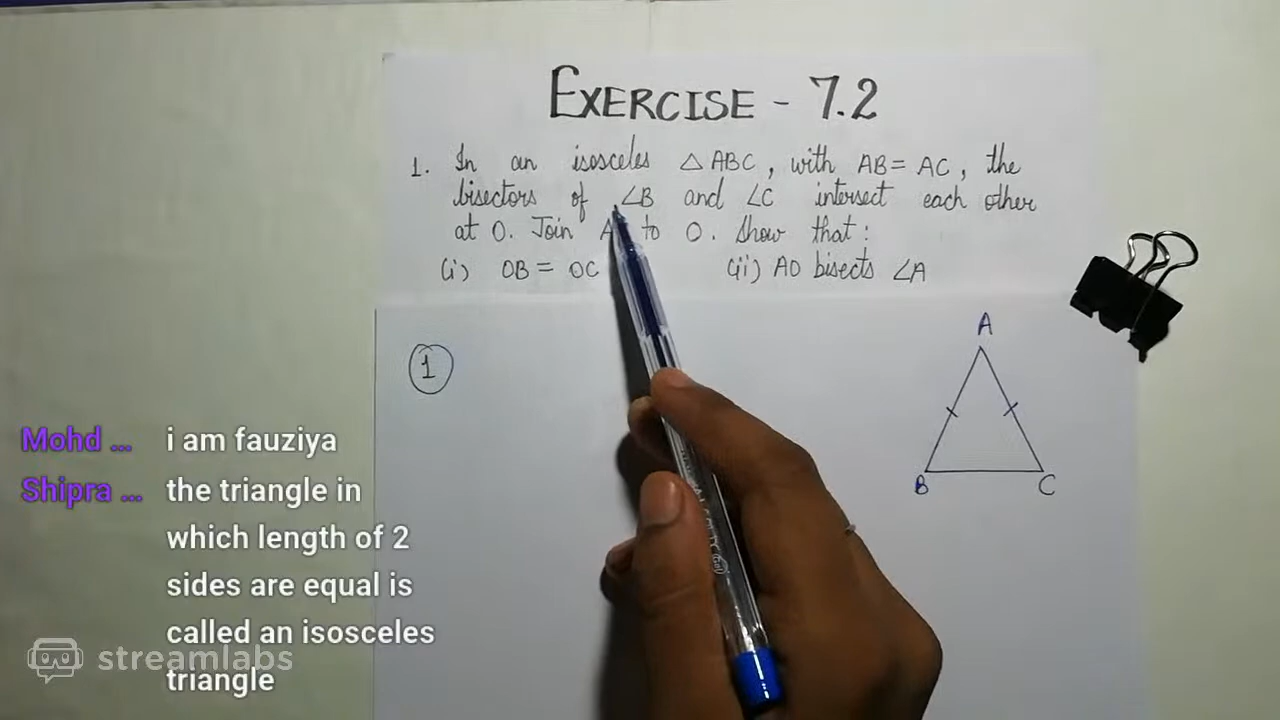 EXERCISE - 7.2
1. In an isosceles △ ABC, with AB = AC, the
bisectors of ∠B and ∠C intersect each other
at O. Join A to O. Show that:
(i) OB = OC (ii) AO bisects ∠A
1
A
B C
Mohd ... i am fauziya
Shipra ... the triangle in
which length of 2
sides are equal is
called an isosceles
triangle
streamlabs